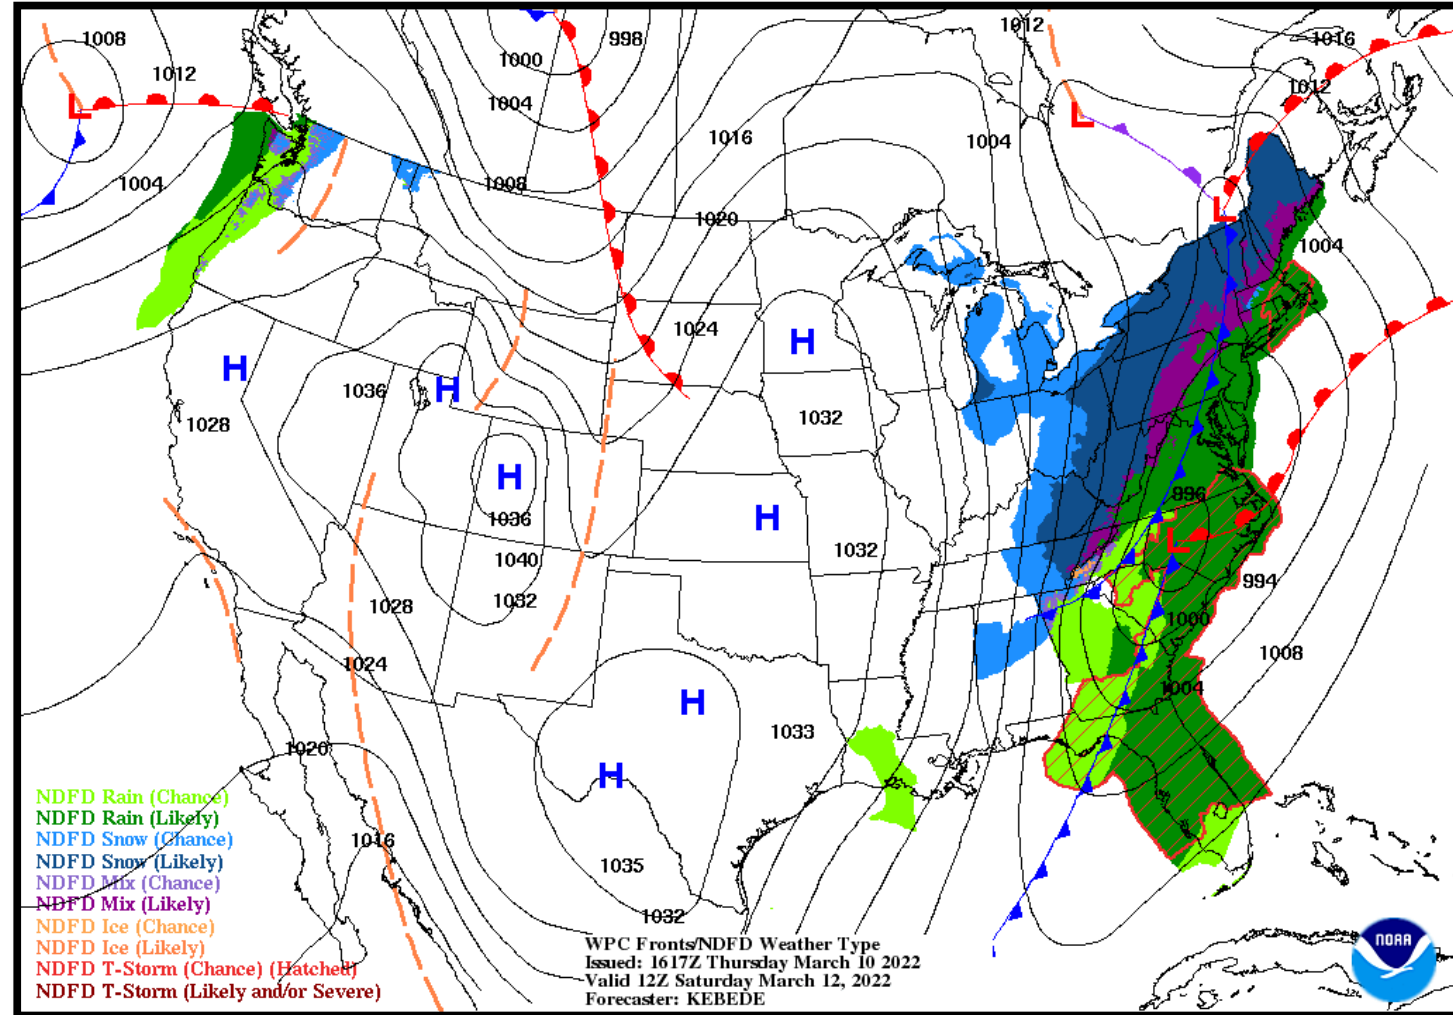 1008
1012
1004
998
1000
1004
1008
1016
1020
1012
1004
1016
1012
1004
1024
H
H
H
1036
1028
1032
H
H
1036
1040
1032
1032
996
994
1000
1028
1024
1008
1004
H
1033
H
1020
1016
1035
1032
L
L
L
L
NDFD Rain (Chance)
NDFD Rain (Likely)
NDFD Snow (Chance)
NDFD Snow (Likely)
NDFD Mix (Chance)
NDFD Mix (Likely)
NDFD Ice (Chance)
NDFD Ice (Likely)
NDFD T-Storm (Chance) (Hatched)
NDFD T-Storm (Likely and/or Severe)
WPC Fronts/NDFD Weather Type
Issued: 1617Z Thursday March 10 2022
Valid 12Z Saturday March 12, 2022
Forecaster: KEBEDE
NOAA